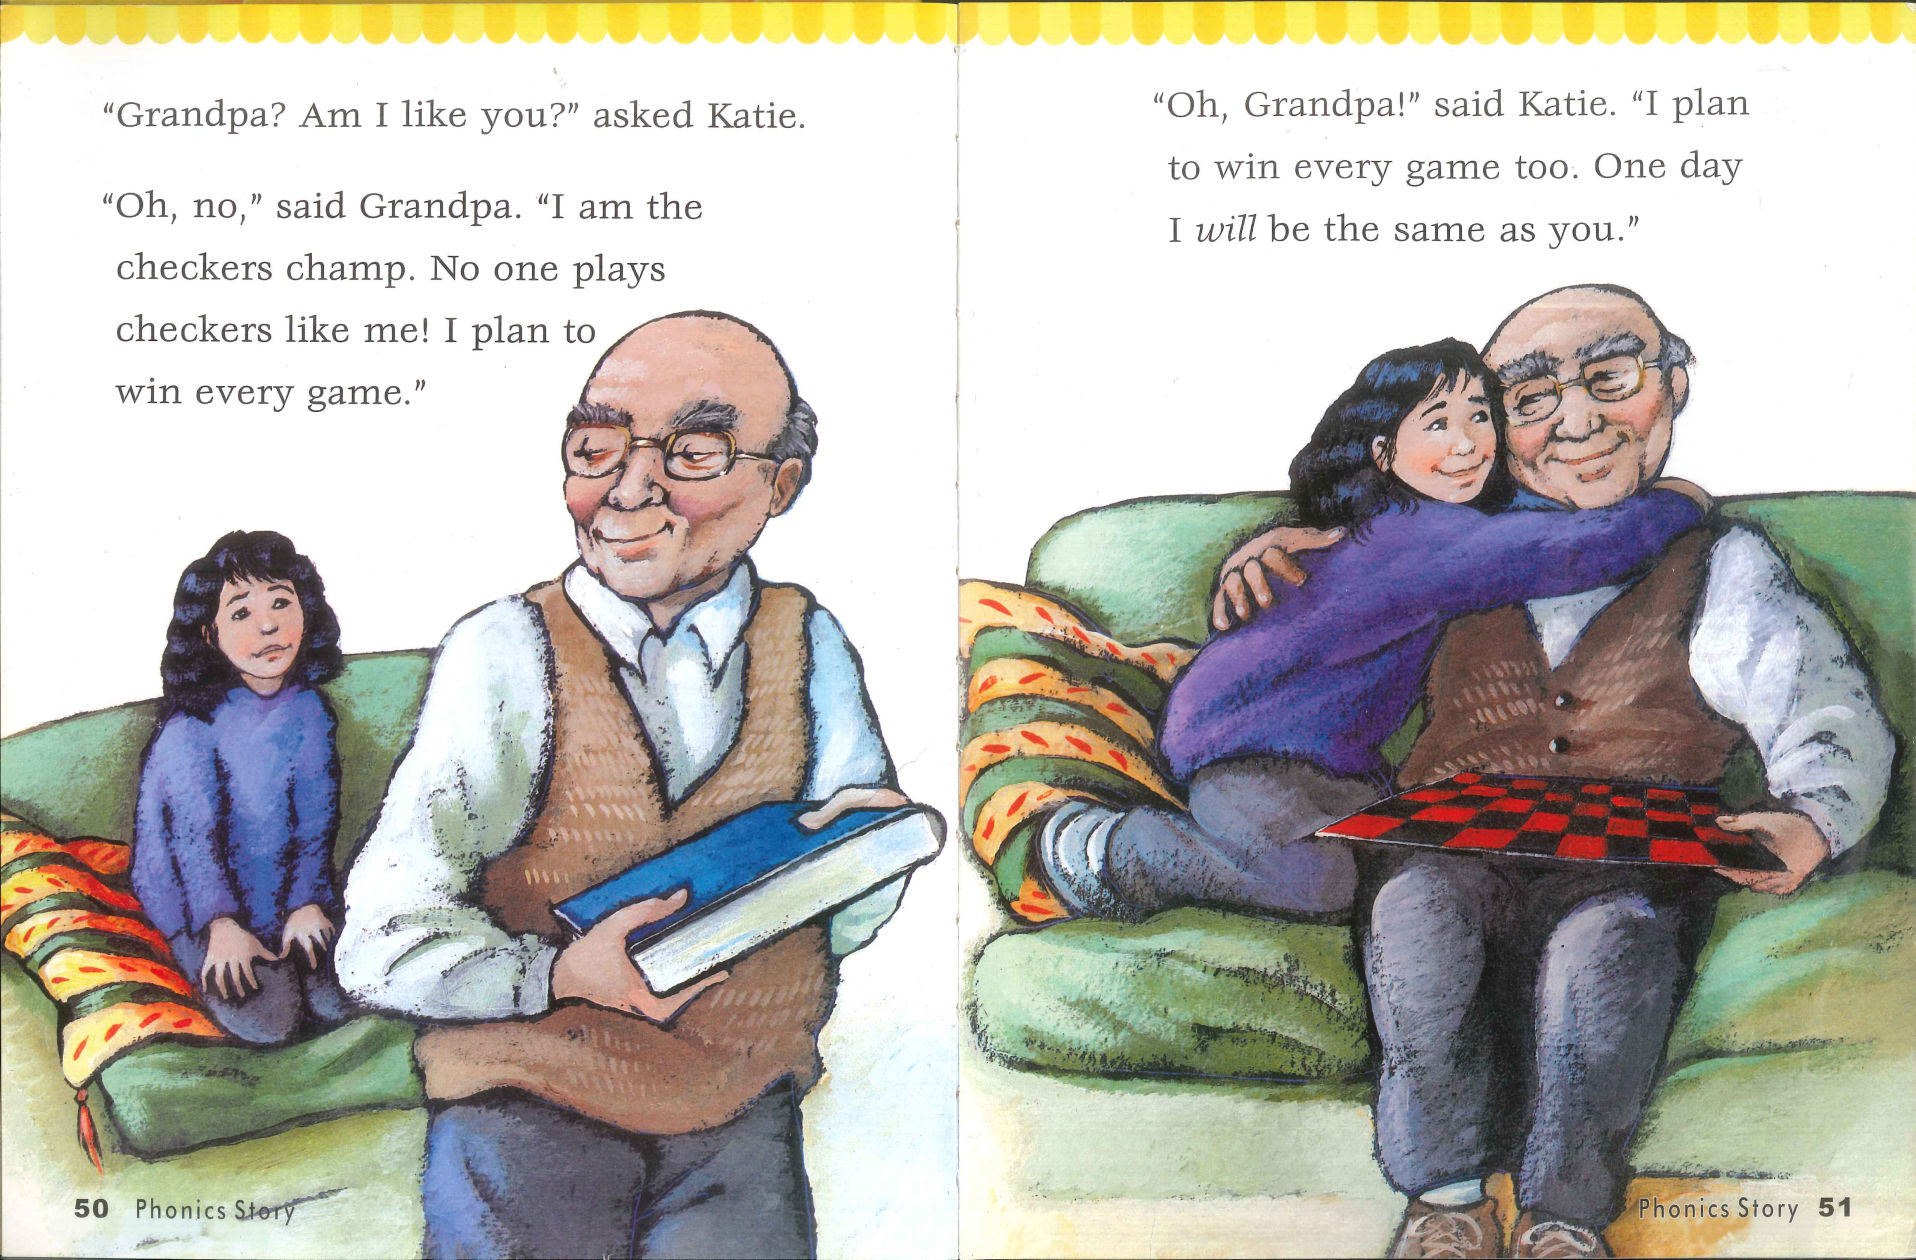 “Grandpa? Am I like you?” asked Katie.
“Oh, no,” said Grandpa. “I am the
checkers champ. No one plays
checkers like me! I plan to
win every game.”
50 Phonics Story
“Oh, Grandpa!” said Katie. “I plan
to win every game too. One day
I will be the same as you.”
Phonics Story 51